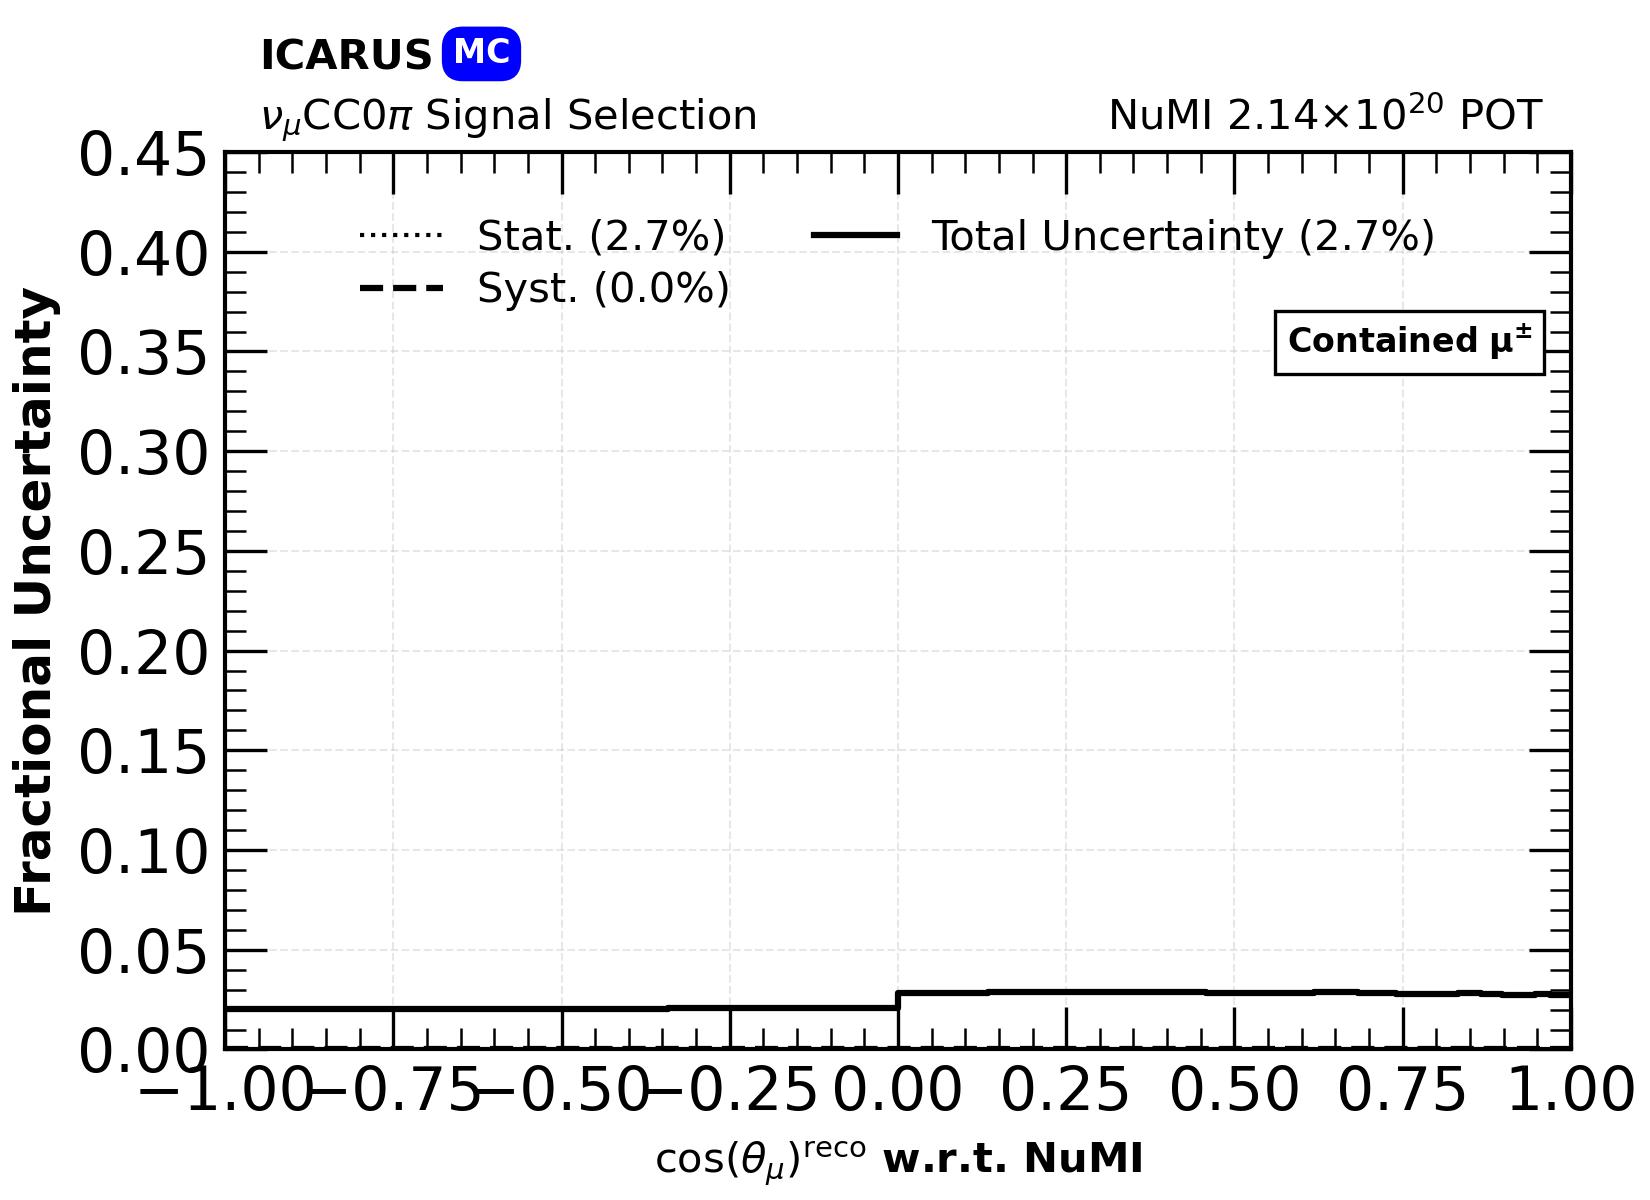 ICARUS MC
νμCC0π Signal Selection NuMI 2.14×10²⁰ POT
Stat. (2.7%) Total Uncertainty (2.7%)
Syst. (0.0%)
Contained μ±
Fractional Uncertainty
0.45
0.40
0.35
0.30
0.25
0.20
0.15
0.10
0.05
0.00
−1.00 −0.75 −0.50 −0.25 0.00 0.25 0.50 0.75 1.00
cos(θμ)reco w.r.t. NuMI